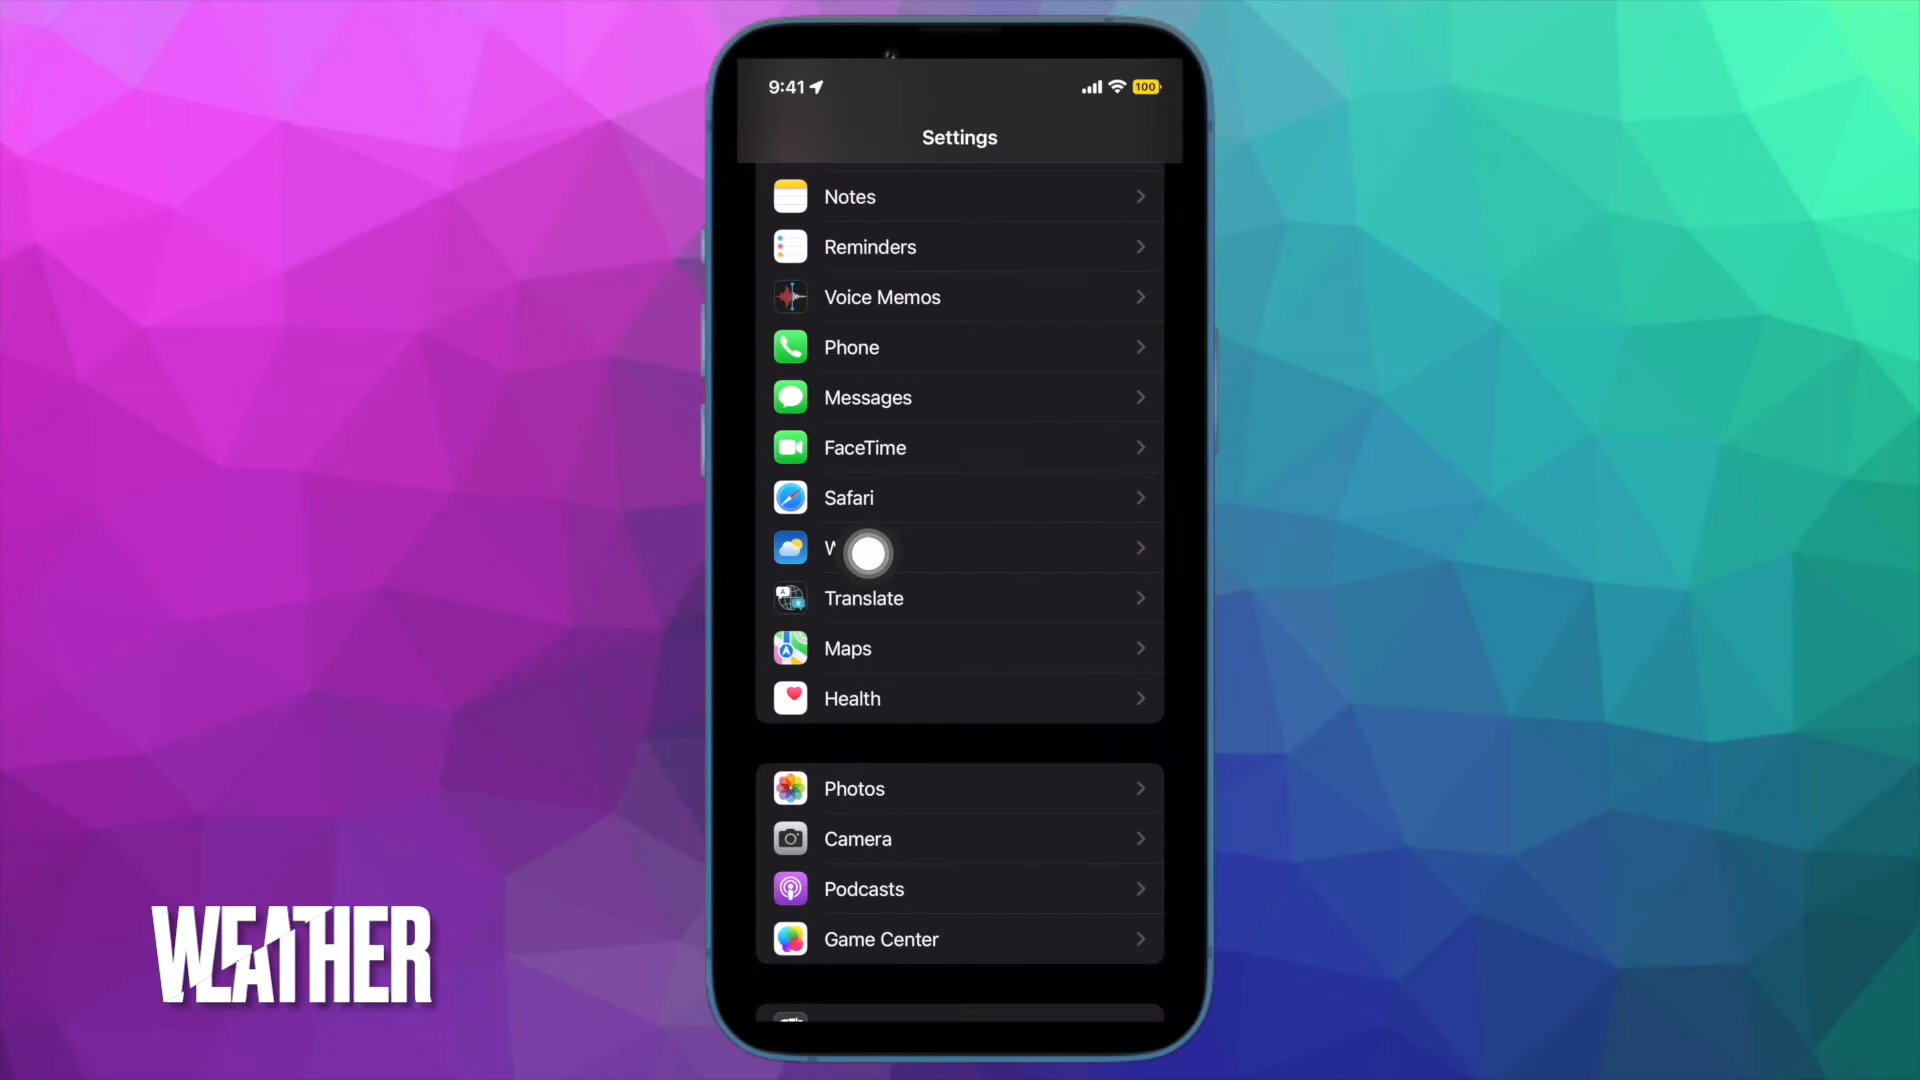 9:41
100
Settings
Notes
Reminders
Voice Memos
Phone
Messages
FaceTime
Safari
W
Translate
Maps
Health
Photos
Camera
Podcasts
Game Center
WEATHER